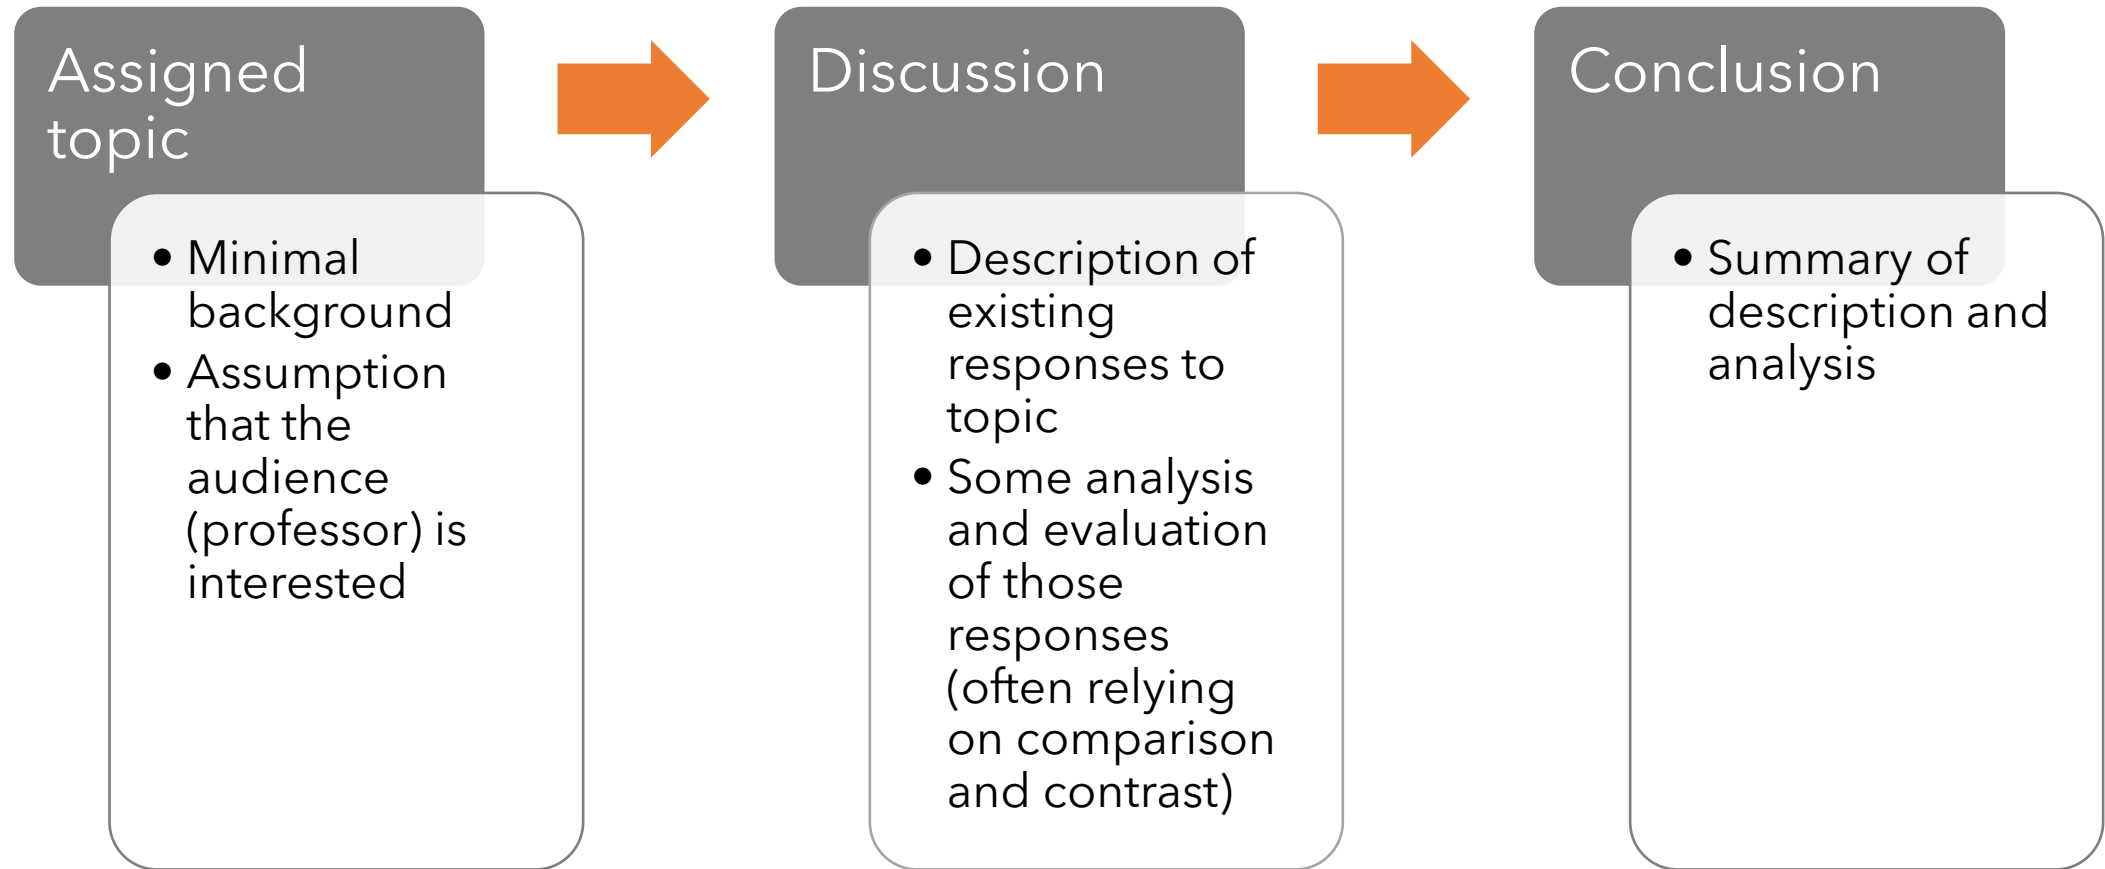 Assigned
topic
• Minimal
background
• Assumption
that the
audience
(professor) is
interested
Discussion
• Description of
existing
responses to
topic
• Some analysis
and evaluation
of those
responses
(often relying
on comparison
and contrast)
Conclusion
• Summary of
description and
analysis